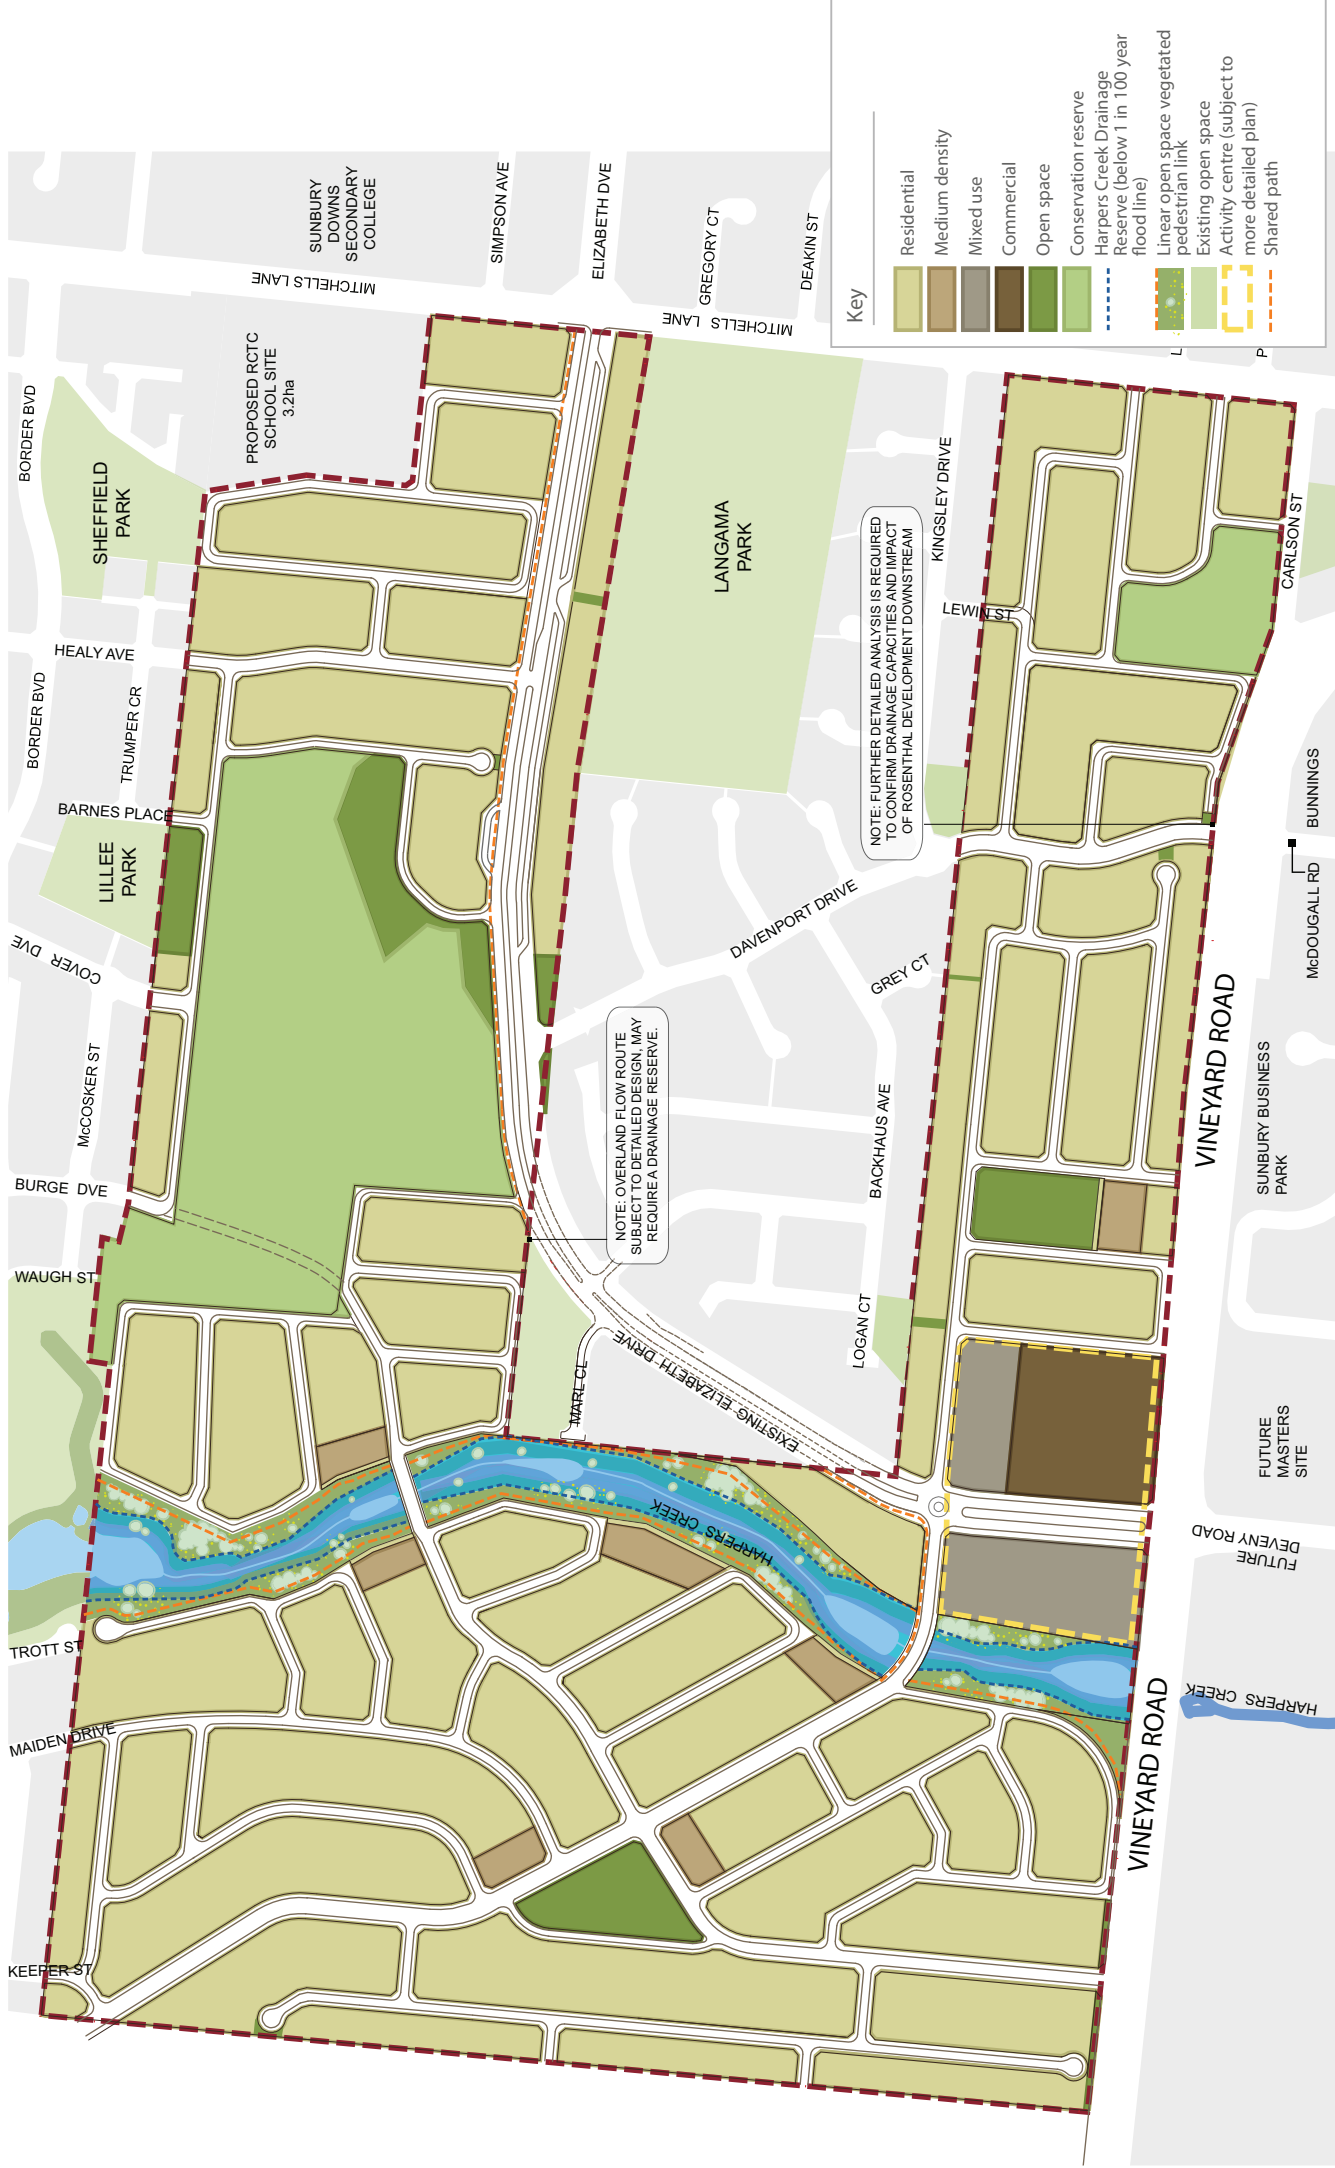 BORDER BVD
SHEFFIELD
PARK
HEALY AVE
BORDER BVD
TRUMPER CR
BARNES PLACE
LILLEE
PARK
COVER DVE
McCOSKER ST
BURGE DVE
WAUGH ST
TROTT ST
MAIDEN DRIVE
KEEPER ST
PROPOSED RCTC
SCHOOL SITE
3.2ha
SUNBURY
DOWNS
SECONDARY
COLLEGE
MITCHELLS LANE
SIMPSON AVE
ELIZABETH DVE
GREGORY CT
DEAKIN ST
MITCHELLS LANE
LANGAMA
PARK
KINGSLEY DRIVE
LEWIN ST
NOTE: FURTHER DETAILED ANALYSIS IS REQUIRED
TO CONFIRM DRAINAGE CAPACITIES AND IMPACT
OF ROSENTHAL DEVELOPMENT DOWNSTREAM
DAVENPORT DRIVE
GREY CT
NOTE: OVERLAND FLOW ROUTE
SUBJECT TO DETAILED DESIGN, MAY
REQUIRE A DRAINAGE RESERVE.
BACKHAUS AVE
LOGAN CT
MARL CL
EXISTING ELIZABETH DRIVE
HARPERS CREEK
CARLSON ST
BUNNINGS
McDOUGALL RD
VINEYARD ROAD
SUNBURY BUSINESS
PARK
FUTURE
MASTERS
SITE
FUTURE
DEVENY ROAD
HARPERS CREEK
VINEYARD ROAD
Key
Residential
Medium density
Mixed use
Commercial
Open space
Conservation reserve
Harpers Creek Drainage
Reserve (below 1 in 100 year
flood line)
Linear open space vegetated
pedestrian link
Existing open space
Activity centre (subject to
more detailed plan)
Shared path
L
P